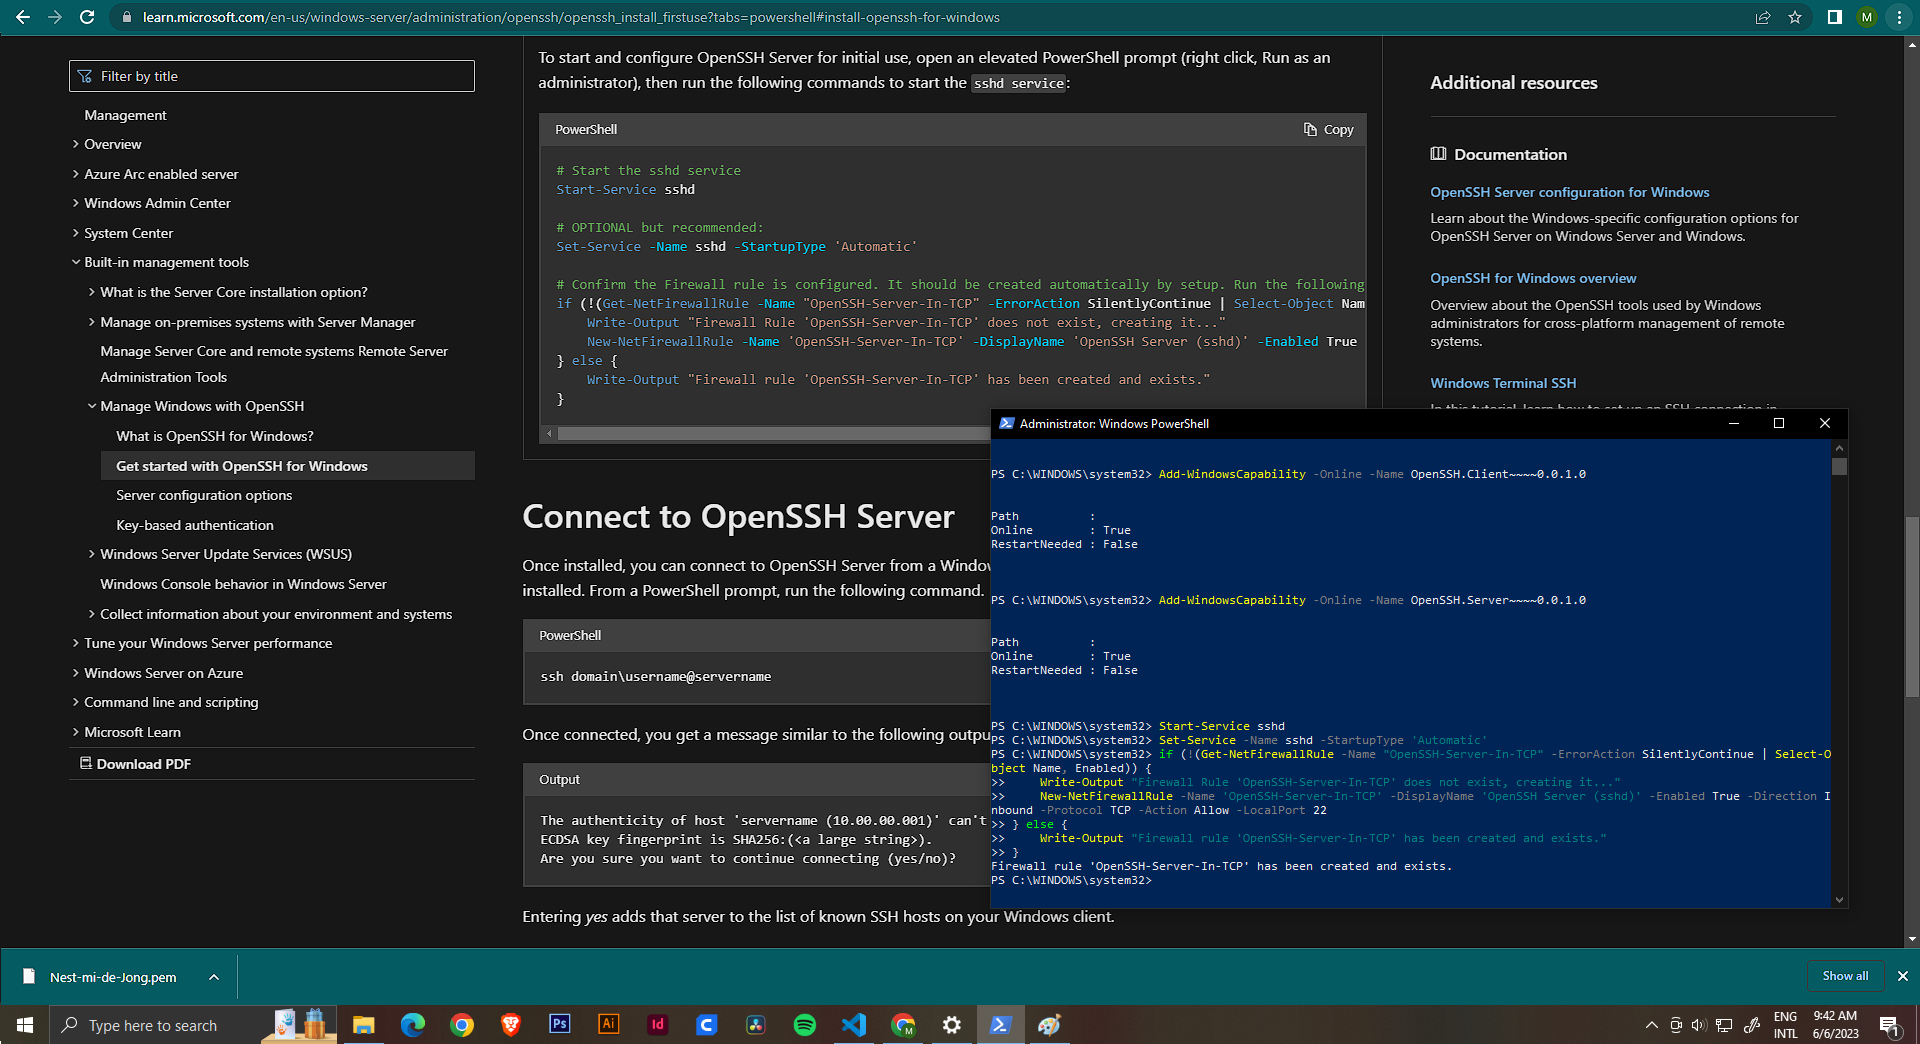 learn.microsoft.com/en-us/windows-server/administration/openssh/openssh_install_firstuse?tabs=powershell#install-openssh-for-windows
M
Filter by title
Management
Overview
Azure Arc enabled server
Windows Admin Center
System Center
Built-in management tools
What is the Server Core installation option?
Manage on-premises systems with Server Manager
Manage Server Core and remote systems Remote Server
Administration Tools
Manage Windows with OpenSSH
What is OpenSSH for Windows?
Get started with OpenSSH for Windows
Server configuration options
Key-based authentication
Windows Server Update Services (WSUS)
Windows Console behavior in Windows Server
Collect information about your environment and systems
Tune your Windows Server performance
Windows Server on Azure
Command line and scripting
Microsoft Learn
Download PDF
To start and configure OpenSSH Server for initial use, open an elevated PowerShell prompt (right click, Run as an
administrator), then run the following commands to start the sshd service:
PowerShell
Copy
# Start the sshd service
Start-Service sshd
# OPTIONAL but recommended:
Set-Service -Name sshd -StartupType 'Automatic'
# Confirm the Firewall rule is configured. It should be created automatically by setup. Run the following
if (!(Get-NetFirewallRule -Name "OpenSSH-Server-In-TCP" -ErrorAction SilentlyContinue | Select-Object Nam
Write-Output "Firewall Rule 'OpenSSH-Server-In-TCP' does not exist, creating it..."
New-NetFirewallRule -Name 'OpenSSH-Server-In-TCP' -DisplayName 'OpenSSH Server (sshd)' -Enabled True
} else {
Write-Output "Firewall rule 'OpenSSH-Server-In-TCP' has been created and exists."
}
Connect to OpenSSH Server
Once installed, you can connect to OpenSSH Server from a Windo
installed. From a PowerShell prompt, run the following command.
PowerShell
ssh domain\username@servername
Once connected, you get a message similar to the following outpu
Output
The authenticity of host 'servername (10.00.00.001)' can't
ECDSA key fingerprint is SHA256:(<a large string>).
Are you sure you want to continue connecting (yes/no)?
Entering yes adds that server to the list of known SSH hosts on your Windows client.
Additional resources
Documentation
OpenSSH Server configuration for Windows
Learn about the Windows-specific configuration options for
OpenSSH Server on Windows Server and Windows.
OpenSSH for Windows overview
Overview about the OpenSSH tools used by Windows
administrators for cross-platform management of remote
systems.
Windows Terminal SSH
Administrator: Windows PowerShell
PS C:\WINDOWS\system32> Add-WindowsCapability -Online -Name OpenSSH.Client~~~~0.0.1.0
Path :
Online : True
RestartNeeded : False
PS C:\WINDOWS\system32> Add-WindowsCapability -Online -Name OpenSSH.Server~~~~0.0.1.0
Path :
Online : True
RestartNeeded : False
PS C:\WINDOWS\system32> Start-Service sshd
PS C:\WINDOWS\system32> Set-Service -Name sshd -StartupType 'Automatic'
PS C:\WINDOWS\system32> if (!(Get-NetFirewallRule -Name "OpenSSH-Server-In-TCP" -ErrorAction SilentlyContinue | Select-O
bject Name, Enabled)) {
>> Write-Output "Firewall Rule 'OpenSSH-Server-In-TCP' does not exist, creating it..."
>> New-NetFirewallRule -Name 'OpenSSH-Server-In-TCP' -DisplayName 'OpenSSH Server (sshd)' -Enabled True -Direction I
nbound -Protocol TCP -Action Allow -LocalPort 22
>> } else {
>> Write-Output "Firewall rule 'OpenSSH-Server-In-TCP' has been created and exists."
>> }
Firewall rule 'OpenSSH-Server-In-TCP' has been created and exists.
PS C:\WINDOWS\system32>
Nest-mi-de-Jong.pem
Show all
Type here to search
Ps
Ai
Id
C
M
ENG
INTL
9:42 AM
6/6/2023
1